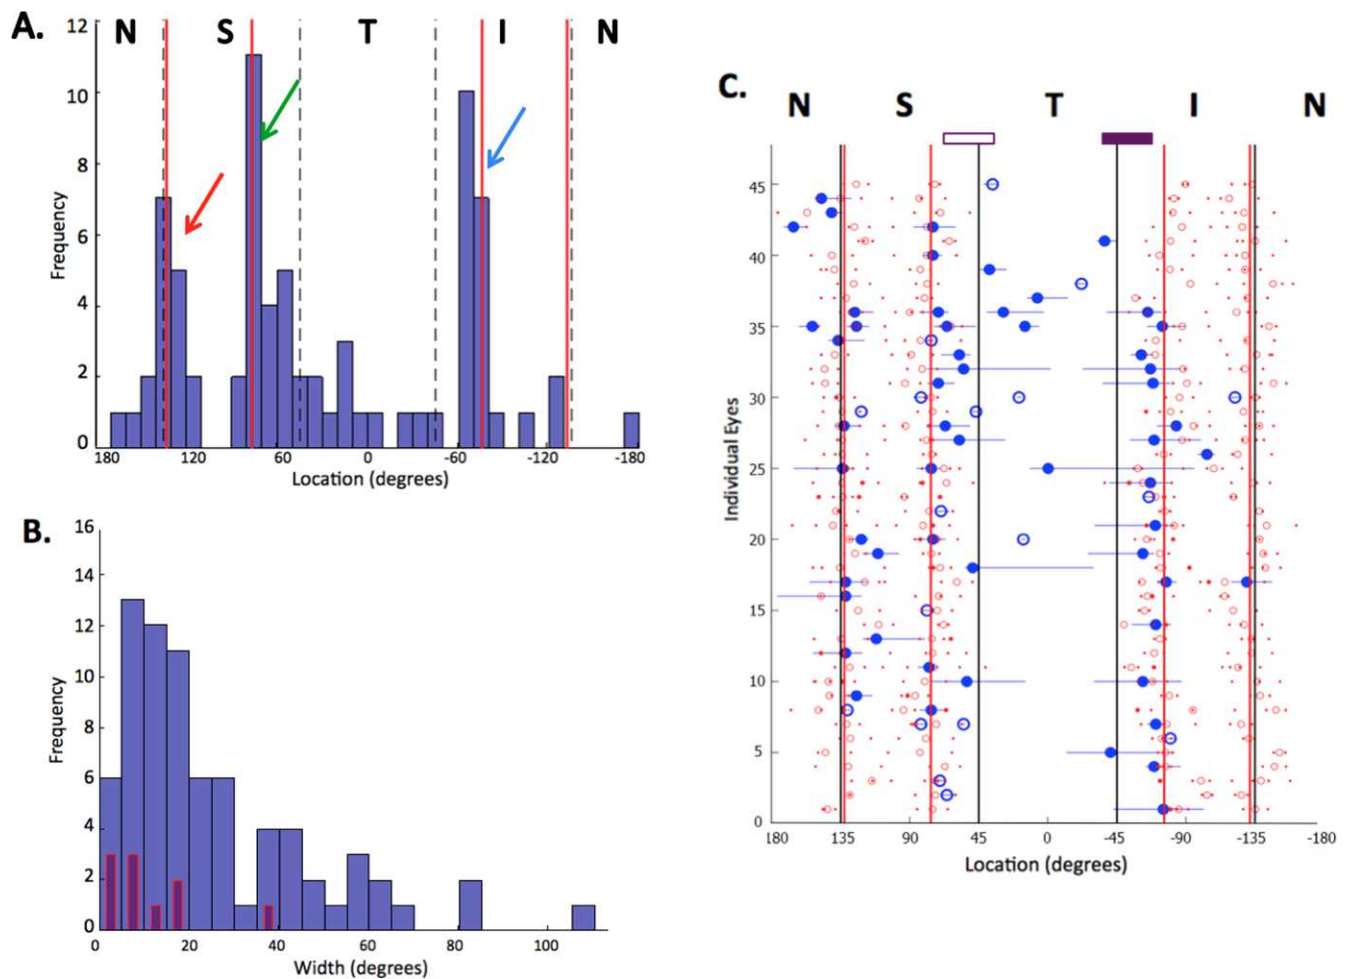 A.
N S T I N
12
10
8
6
4
2
0
Frequency
180 120 60 0 -60 -120 -180
Location (degrees)
B.
16
14
12
10
8
6
4
2
0
Frequency
0 20 40 60 80 100
Width (degrees)
C.
N S T I N
45
40
35
30
25
20
15
10
5
0
Individual Eyes
180 135 90 45 0 -45 -90 -135 -180
Location (degrees)